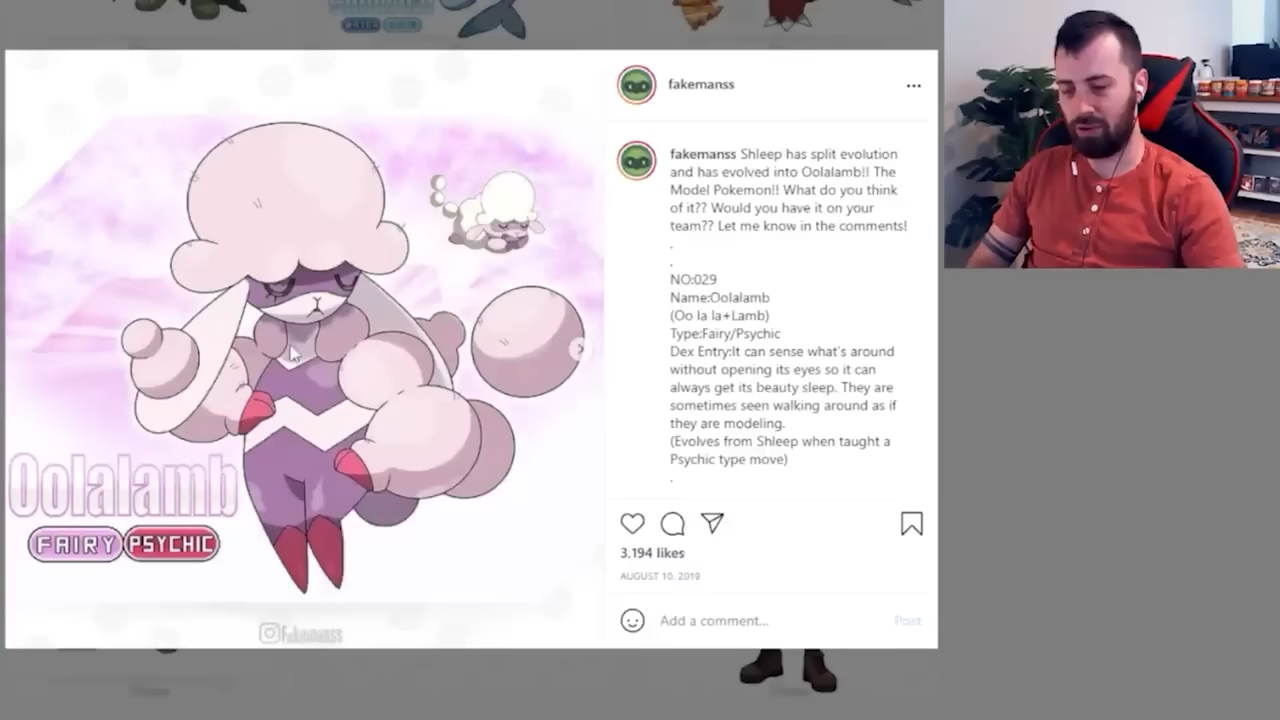 fakemanss
fakemanss Shleep has split evolution
and has evolved into Oolalamb!! The
Model Pokemon!! What do you think
of it?? Would you have it on your
team?? Let me know in the comments!
.
.
NO:029
Name:Oolalamb
(Oo la la+Lamb)
Type:Fairy/Psychic
Dex Entry:It can sense what's around
without opening its eyes so it can
always get its beauty sleep. They are
sometimes seen walking around as if
they are modeling.
(Evolves from Shleep when taught a
Psychic type move)
.
3,194 likes
AUGUST 10, 2019
Add a comment... Post
Oolalamb
FAIRY PSYCHIC
Fakemanss
WATER